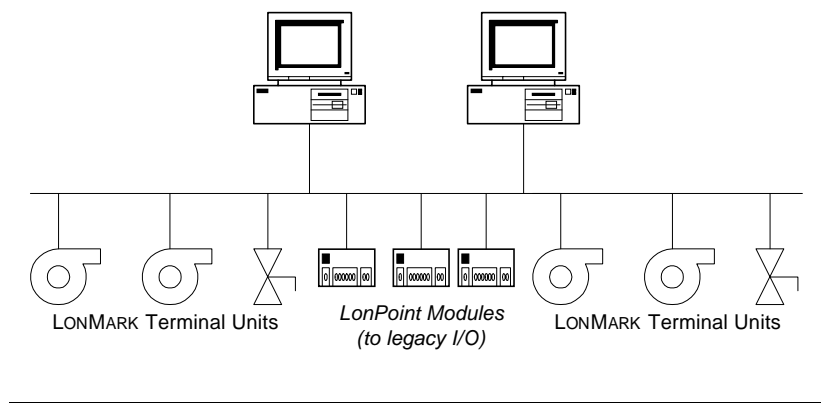 LONMARK Terminal Units
LonPoint Modules
(to legacy I/O)
LONMARK Terminal Units